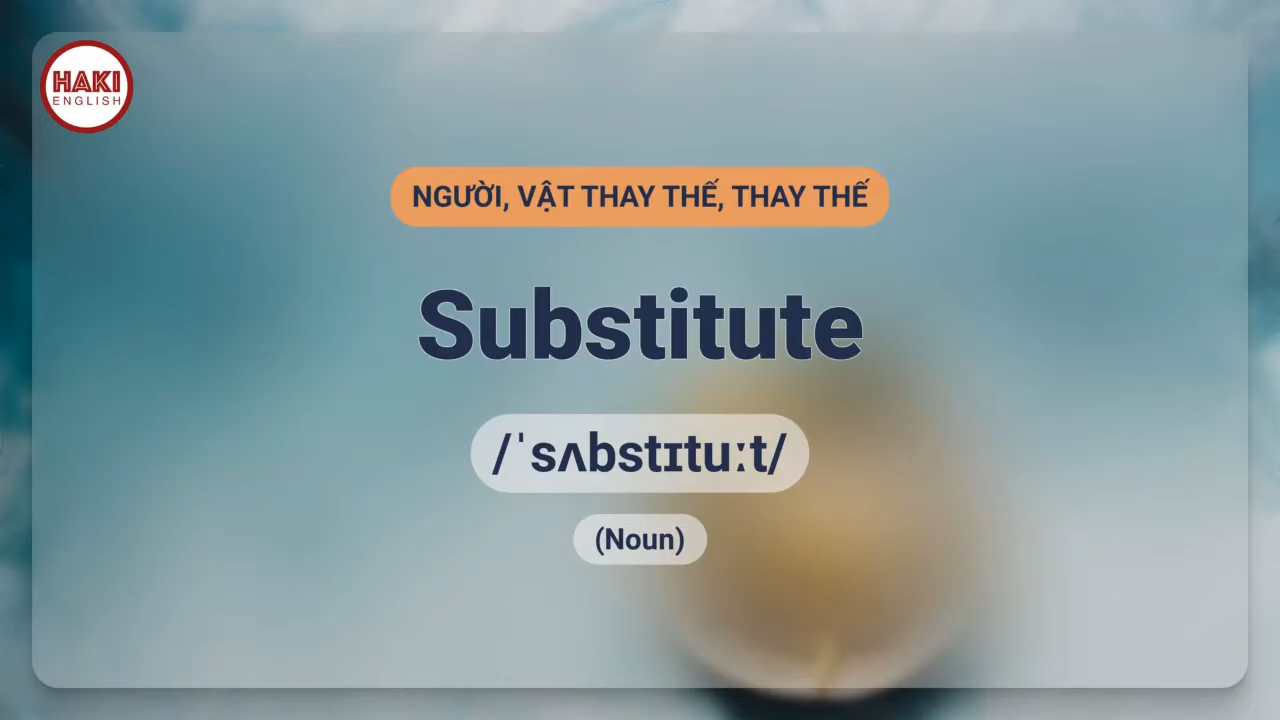 HAKI
ENGLISH
NGƯỜI, VẬT THAY THẾ, THAY THẾ
Substitute
/ˈsʌbstɪtuːt/
(Noun)